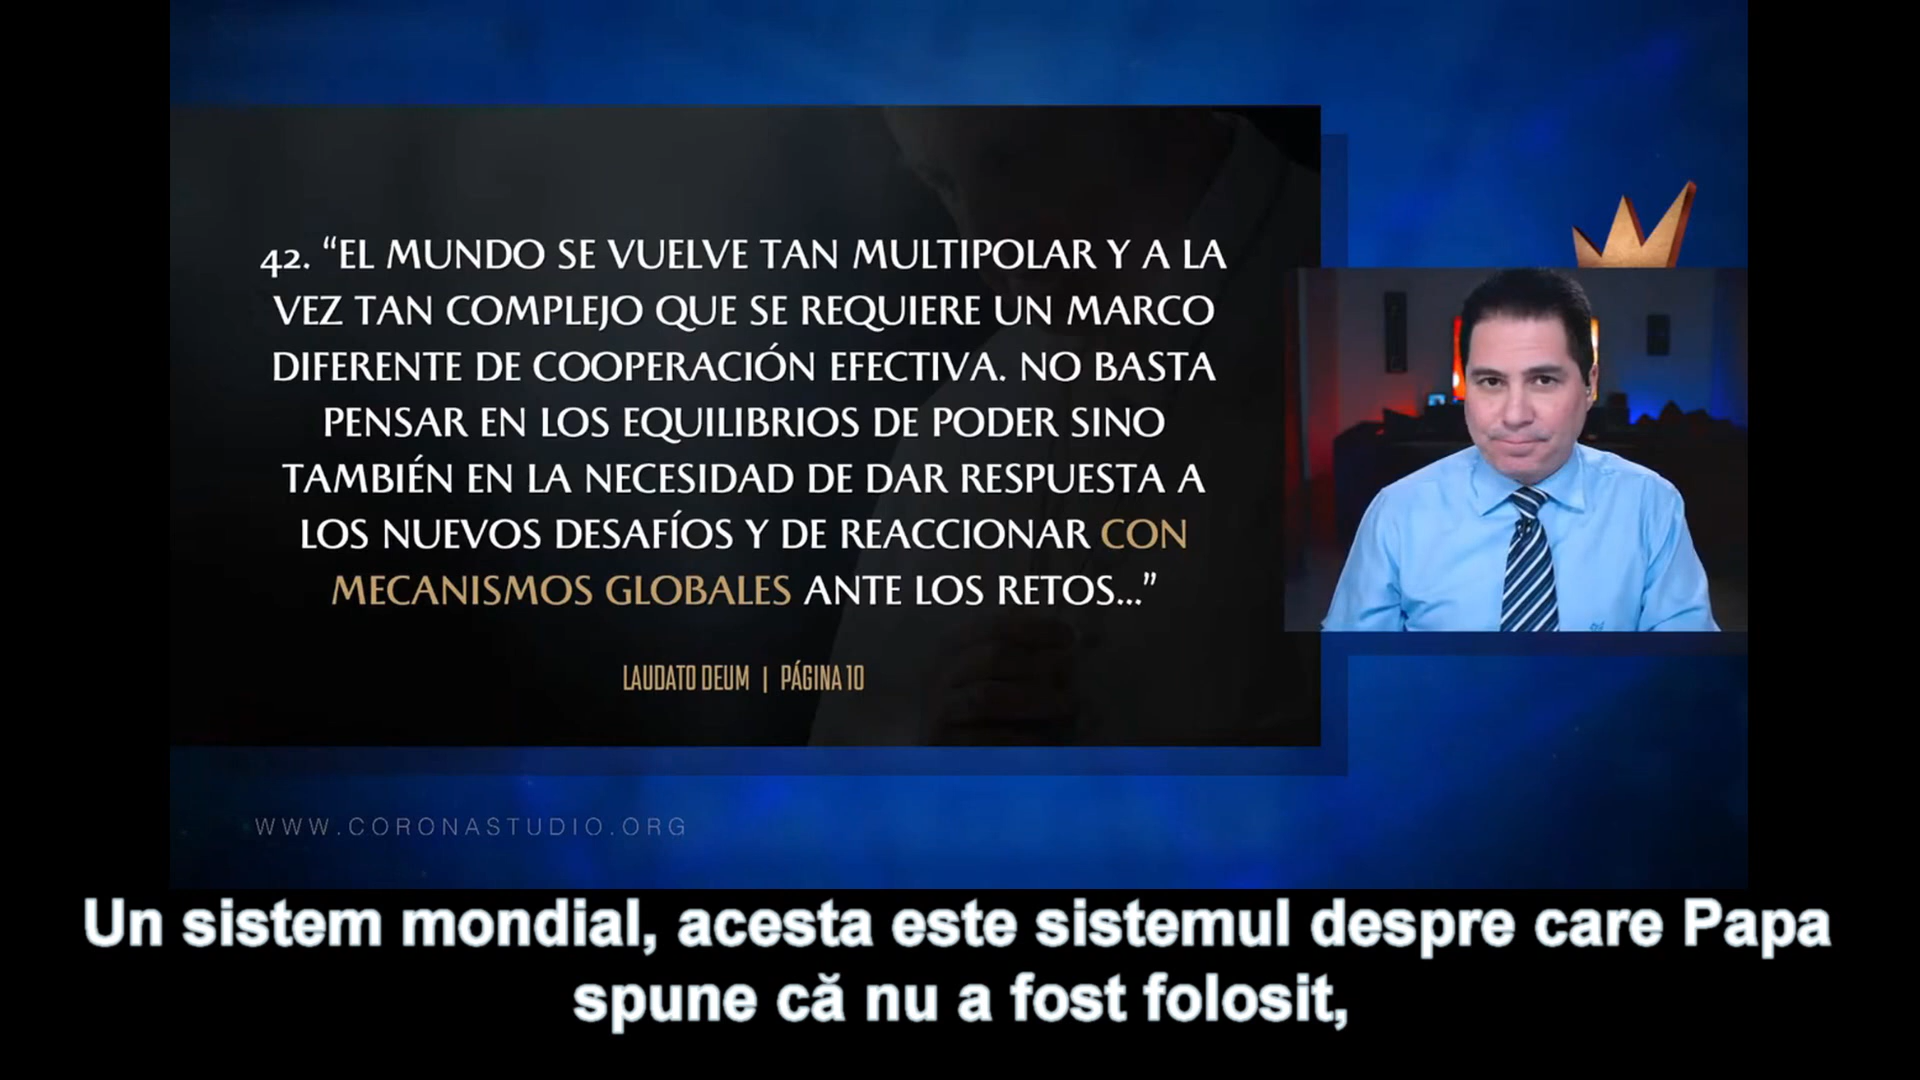 42. “EL MUNDO SE VUELVE TAN MULTIPOLAR Y A LA
VEZ TAN COMPLEJO QUE SE REQUIERE UN MARCO
DIFERENTE DE COOPERACIÓN EFECTIVA. NO BASTA
PENSAR EN LOS EQUILIBRIOS DE PODER SINO
TAMBIÉN EN LA NECESIDAD DE DAR RESPUESTA A
LOS NUEVOS DESAFÍOS Y DE REACCIONAR CON
MECANISMOS GLOBALES ANTE LOS RETOS...”
LAUDATO DEUM | PÁGINA 10
WWW.CORONASTUDIO.ORG
Un sistem mondial, acesta este sistemul despre care Papa
spune că nu a fost folosit,